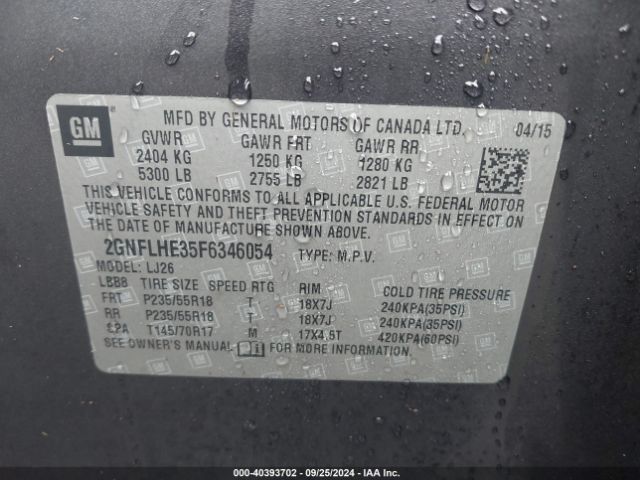 GM
MFD BY GENERAL MOTORS OF CANADA LTD. 04/15
GVWR GAWR FRT GAWR RR
2404 KG 1250 KG 1280 KG
5300 LB 2755 LB 2821 LB
THIS VEHICLE CONFORMS TO ALL APPLICABLE U.S. FEDERAL MOTOR
VEHICLE SAFETY AND THEFT PREVENTION STANDARDS IN EFFECT ON
THE DATE OF MANUFACTURE SHOWN ABOVE.
2GNFLHE35F6346054 TYPE: M.P.V.
MODEL: LJ26
TIRE SIZE SPEED RTG RIM COLD TIRE PRESSURE
FRT P235/55R18 T 18X7J 240KPA(35PSI)
RR P235/55R18 T 18X7J 240KPA(35PSI)
T145/70R17 M 17X4.5T 420KPA(60PSI)
SEE OWNER'S MANUAL FOR MORE INFORMATION.
000-40393702 - 09/25/2024 - IAA Inc.